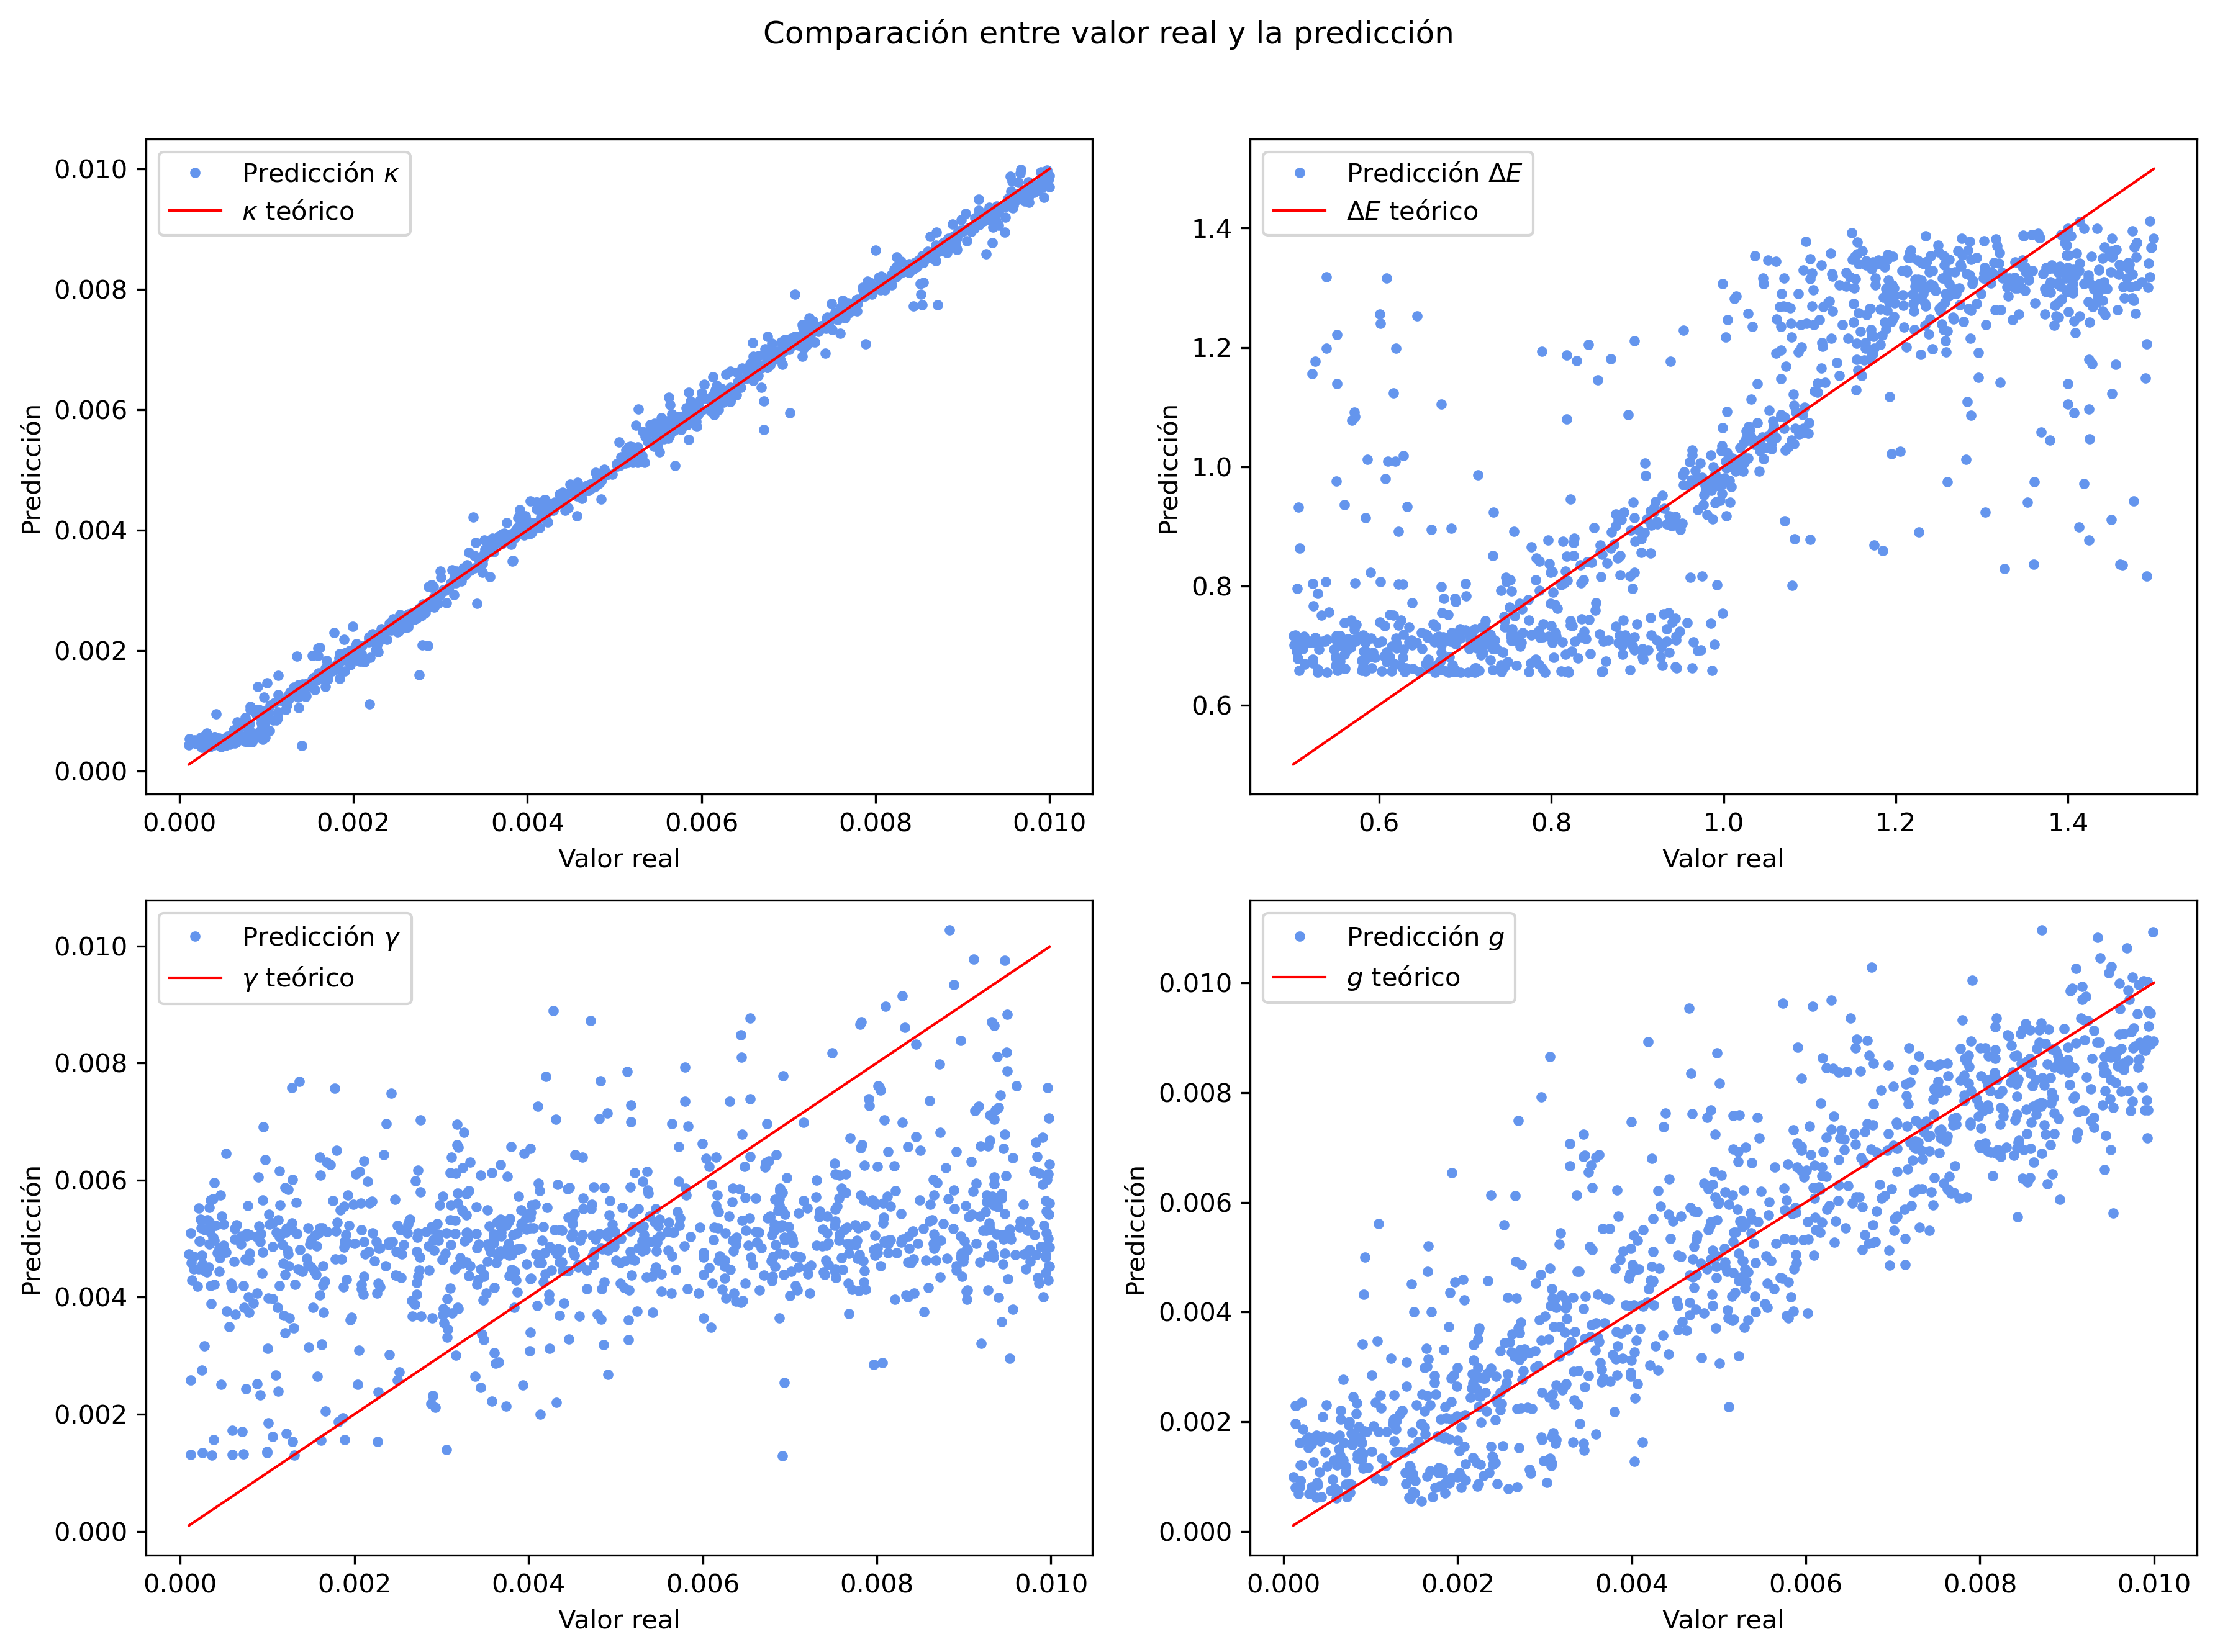 Comparación entre valor real y la predicción
Predicción κ
κ teórico
0.010
0.008
0.006
0.004
0.002
0.000
Predicción
0.000 0.002 0.004 0.006 0.008 0.010
Valor real
Predicción ΔE
ΔE teórico
1.4
1.2
1.0
0.8
0.6
Predicción
0.6 0.8 1.0 1.2 1.4
Valor real
Predicción γ
γ teórico
0.010
0.008
0.006
0.004
0.002
0.000
Predicción
0.000 0.002 0.004 0.006 0.008 0.010
Valor real
Predicción g
g teórico
0.010
0.008
0.006
0.004
0.002
0.000
Predicción
0.000 0.002 0.004 0.006 0.008 0.010
Valor real